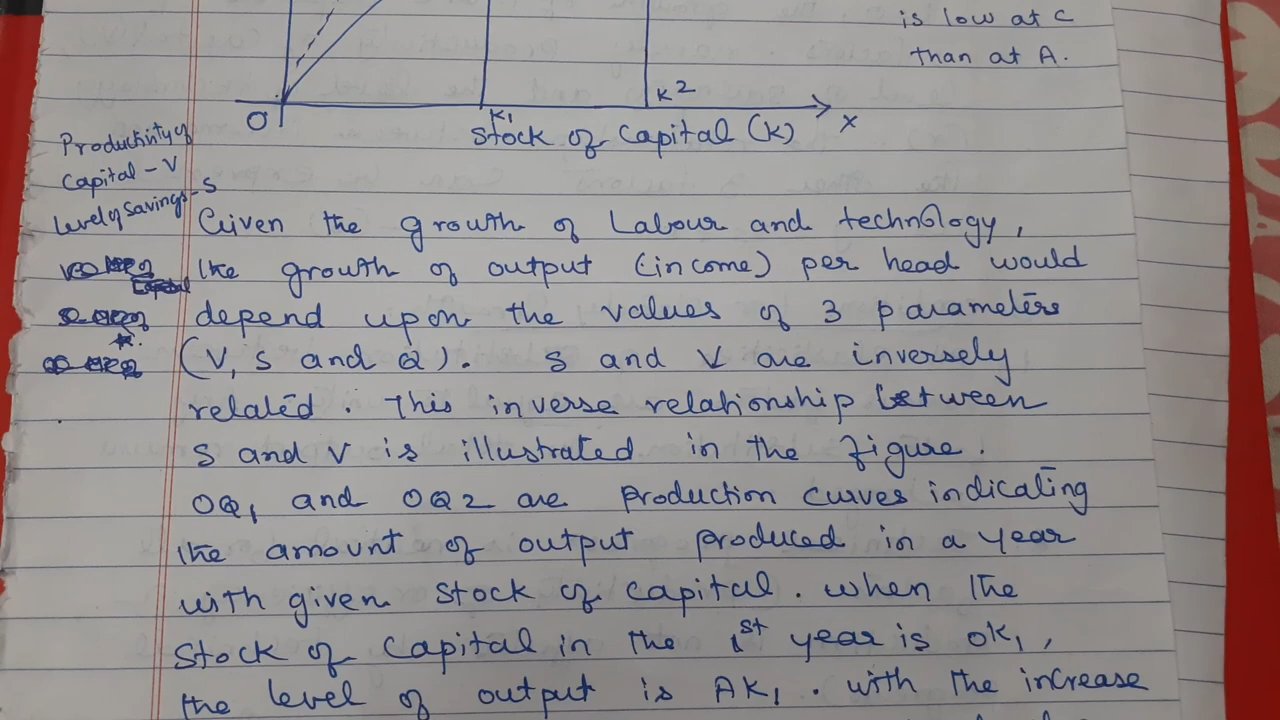 is low at c
than at A.
O
K1
K2
x
Stock of Capital (K)
Productivity of
Capital - V
level of Savings - S
Given the growth of Labour and technology,
the growth of output (income) per head would
depend upon the values of 3 parameters
(V, S and Q). S and V are inversely
related. This inverse relationship between
S and V is illustrated in the figure.
OQ1 and OQ2 are production curves indicating
the amount of output produced in a year
with given stock of capital. when the
stock of capital in the 1st year is OK1,
the level of output is AK1. with the increase